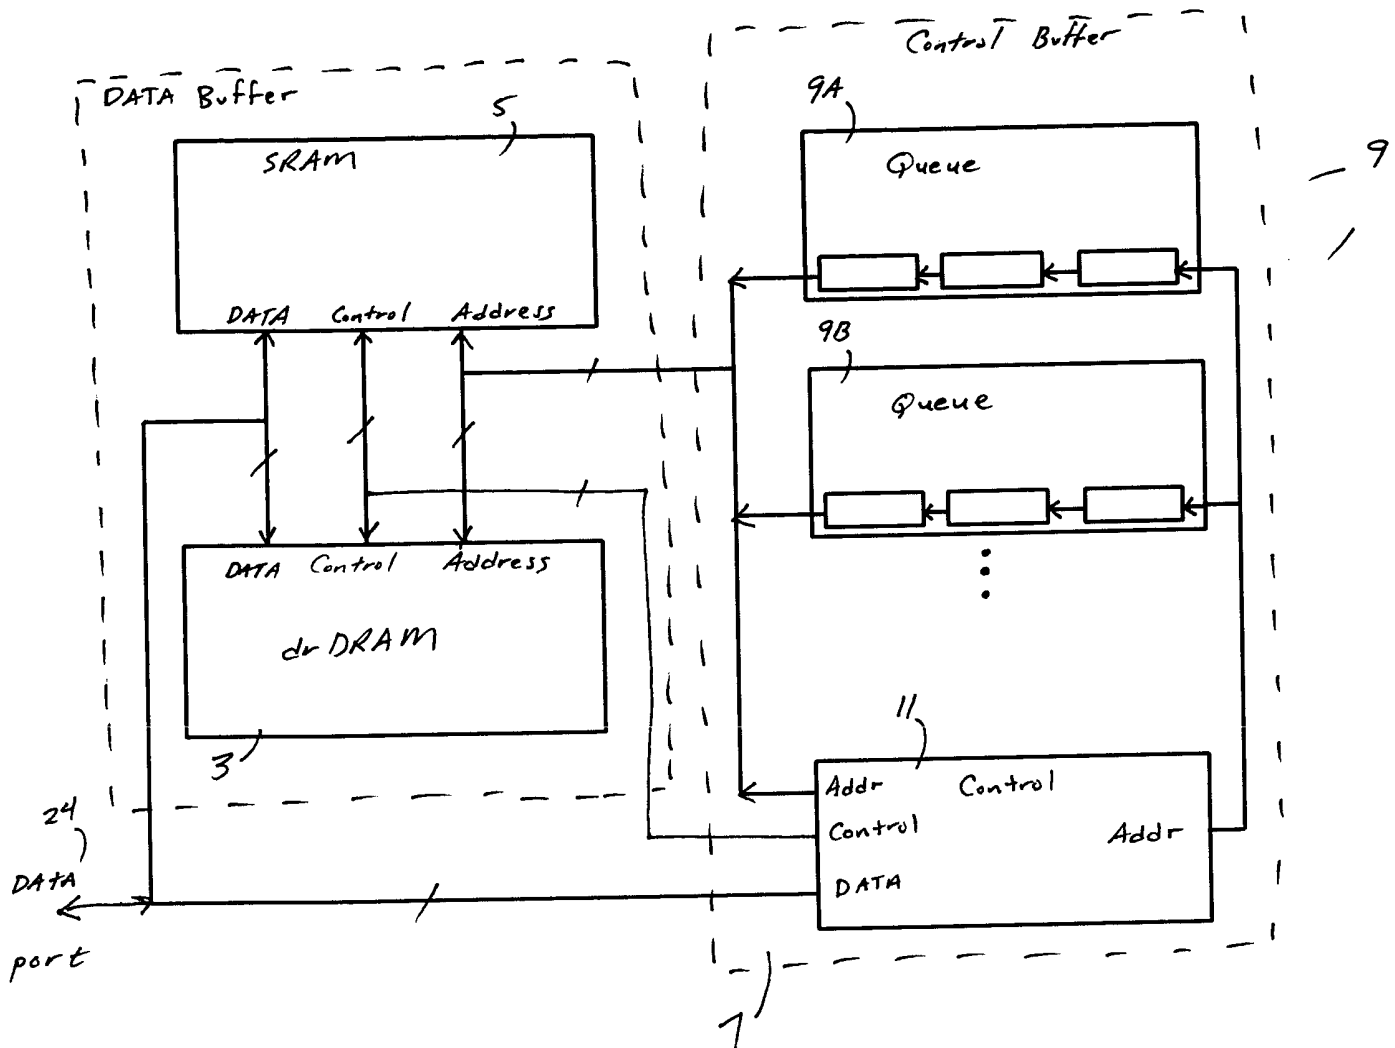 Control Buffer
DATA Buffer
5
SRAM
DATA Control Address
9A
Queue
9
9B
Queue
DATA Control Address
dr DRAM
3
11
Addr Control
Control
Addr
DATA
24
DATA
port
7